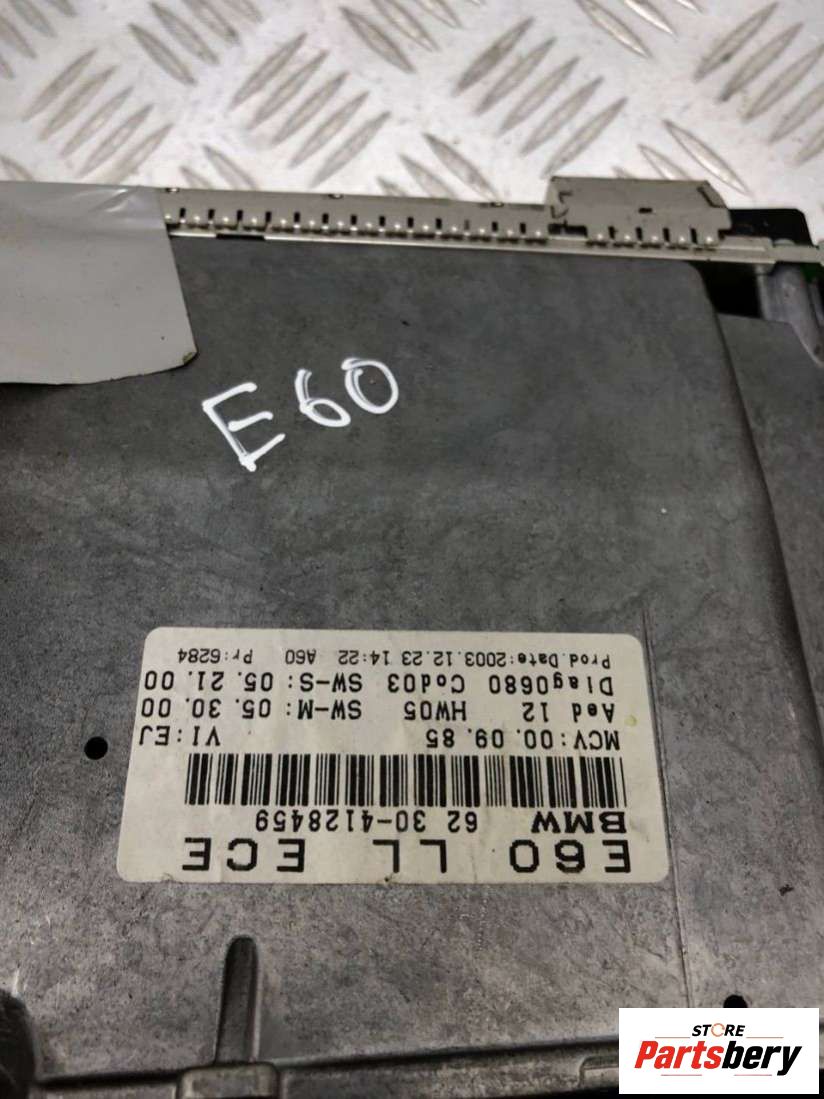 E60
E60 LL ECE
BMW 62 30-4128459
MCV:00.09.85 VI:EJ
Aed 12 HW05 SW-M:05.30.00
Diag0680 Cod03 SW-S:05.21.00
Prod.Date:2003.12.23 14:22 A60 Pr:6284
STORE
Partsbery